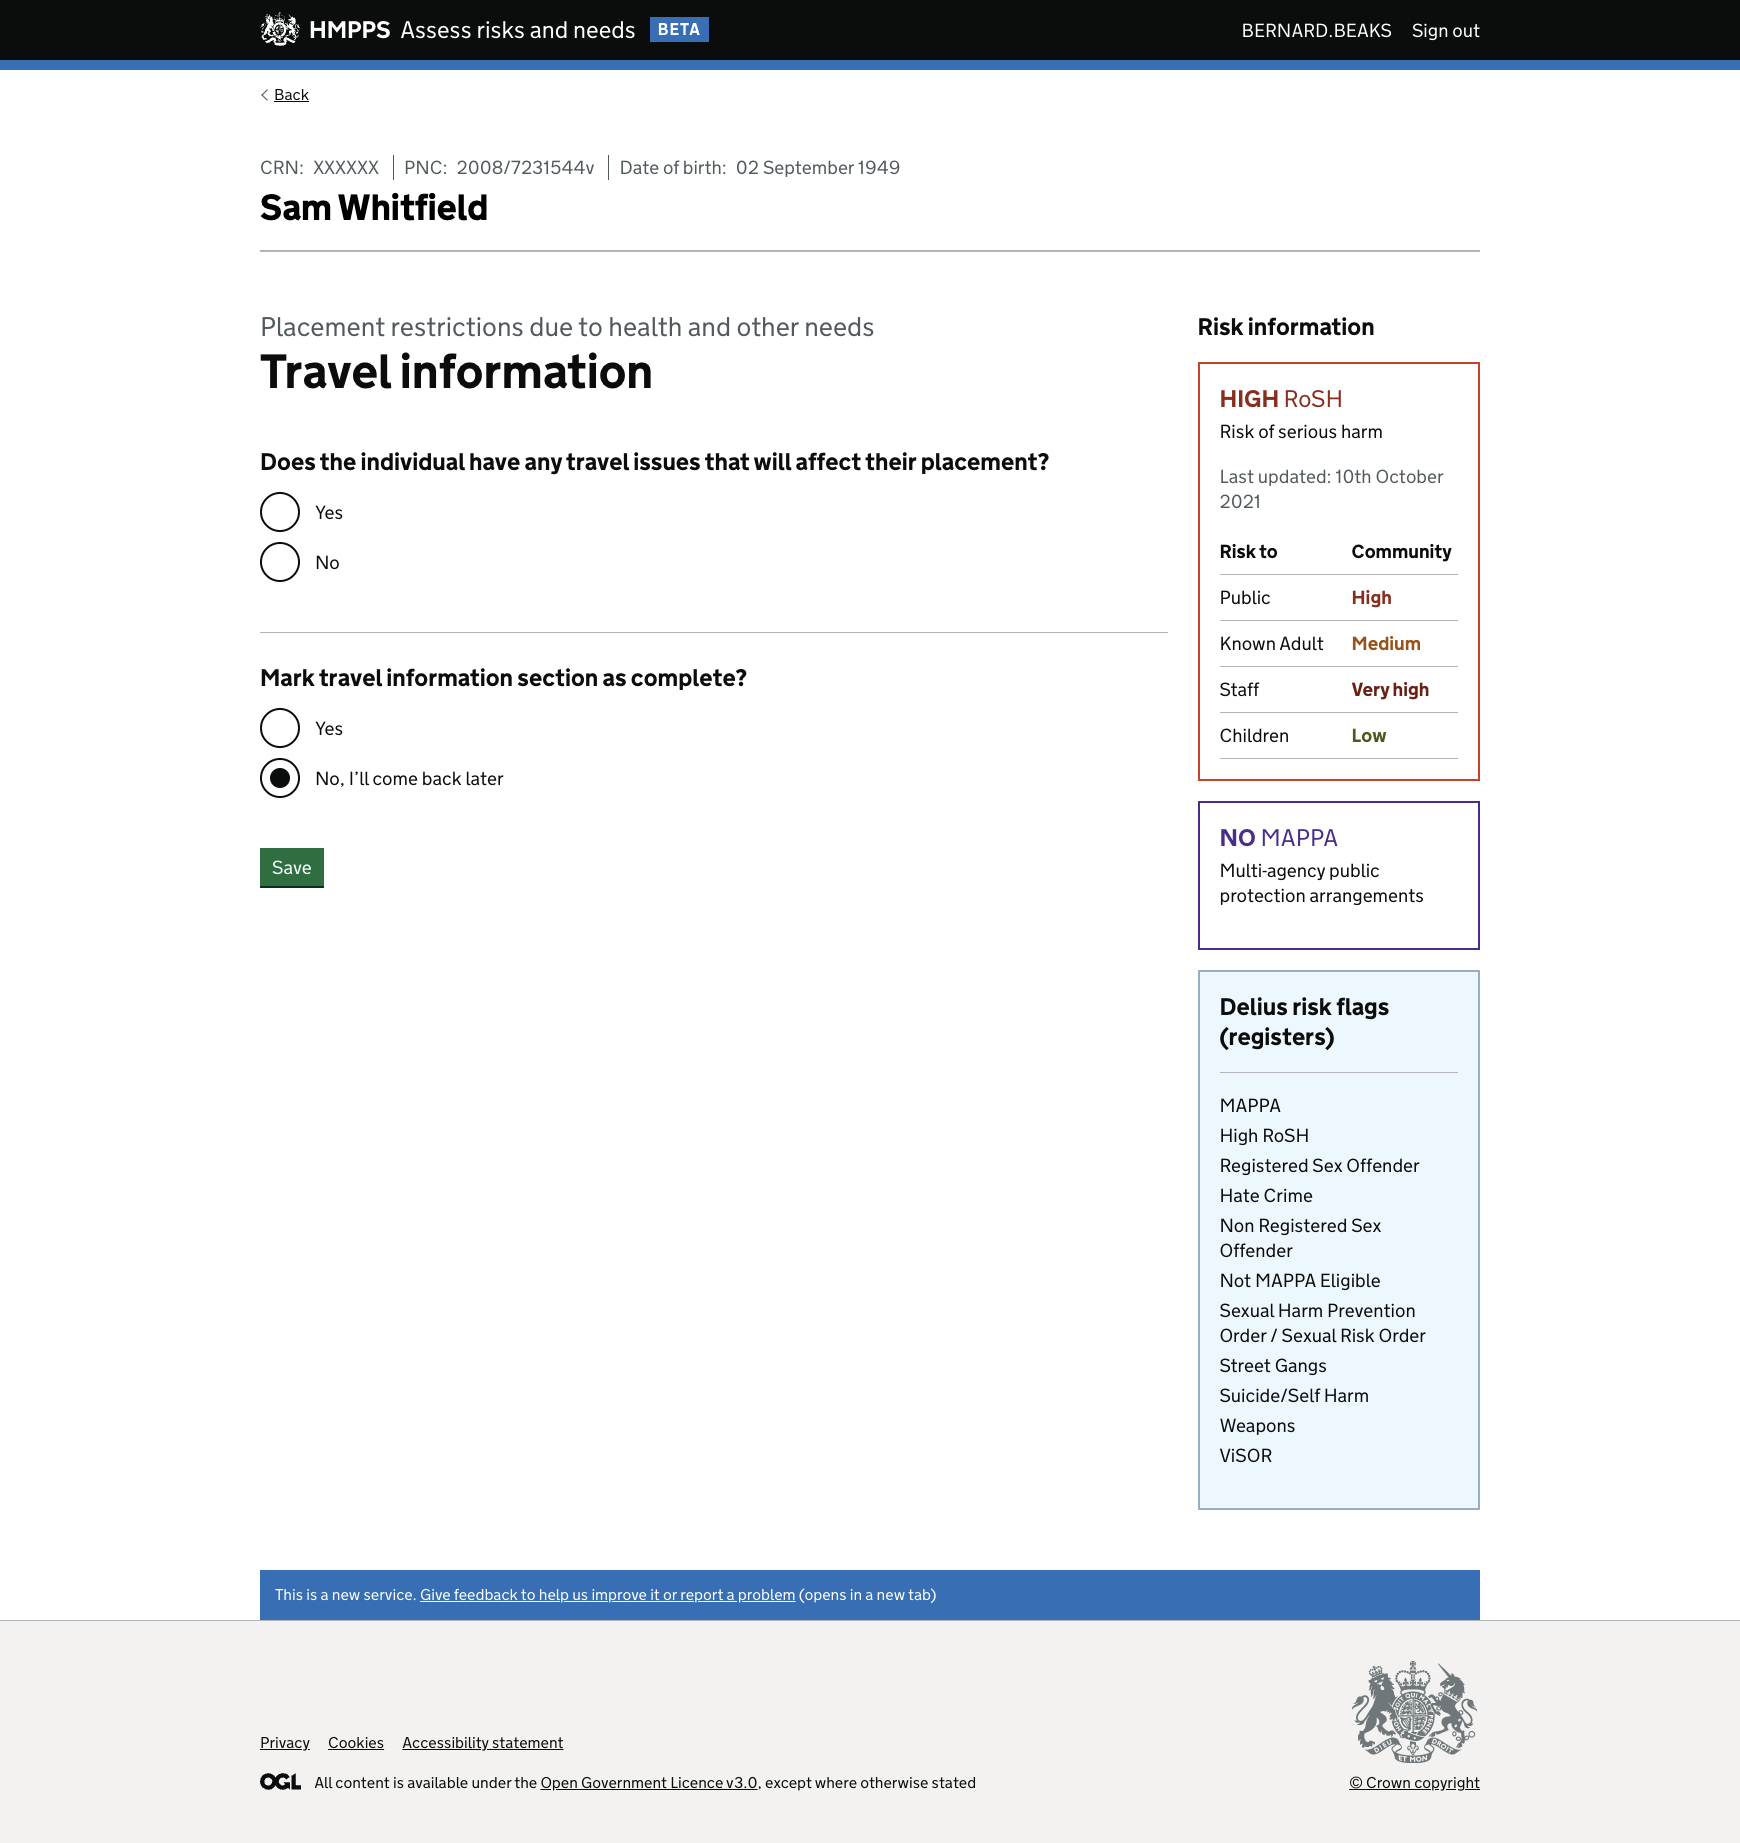 HMPPS Assess risks and needs BETA
BERNARD.BEAKS Sign out
Back
CRN: XXXXXX PNC: 2008/7231544v Date of birth: 02 September 1949
Sam Whitfield
Placement restrictions due to health and other needs
Travel information
Does the individual have any travel issues that will affect their placement?
Yes
No
Mark travel information section as complete?
Yes
No, I’ll come back later
Save
Risk information
HIGH RoSH
Risk of serious harm
Last updated: 10th October
2021
Risk to Community
Public High
Known Adult Medium
Staff Very high
Children Low
NO MAPPA
Multi-agency public
protection arrangements
Delius risk flags
(registers)
MAPPA
High RoSH
Registered Sex Offender
Hate Crime
Non Registered Sex
Offender
Not MAPPA Eligible
Sexual Harm Prevention
Order / Sexual Risk Order
Street Gangs
Suicide/Self Harm
Weapons
ViSOR
This is a new service. Give feedback to help us improve it or report a problem (opens in a new tab)
Privacy Cookies Accessibility statement
OGL All content is available under the Open Government Licence v3.0, except where otherwise stated
DIEU ET MON DROIT
© Crown copyright